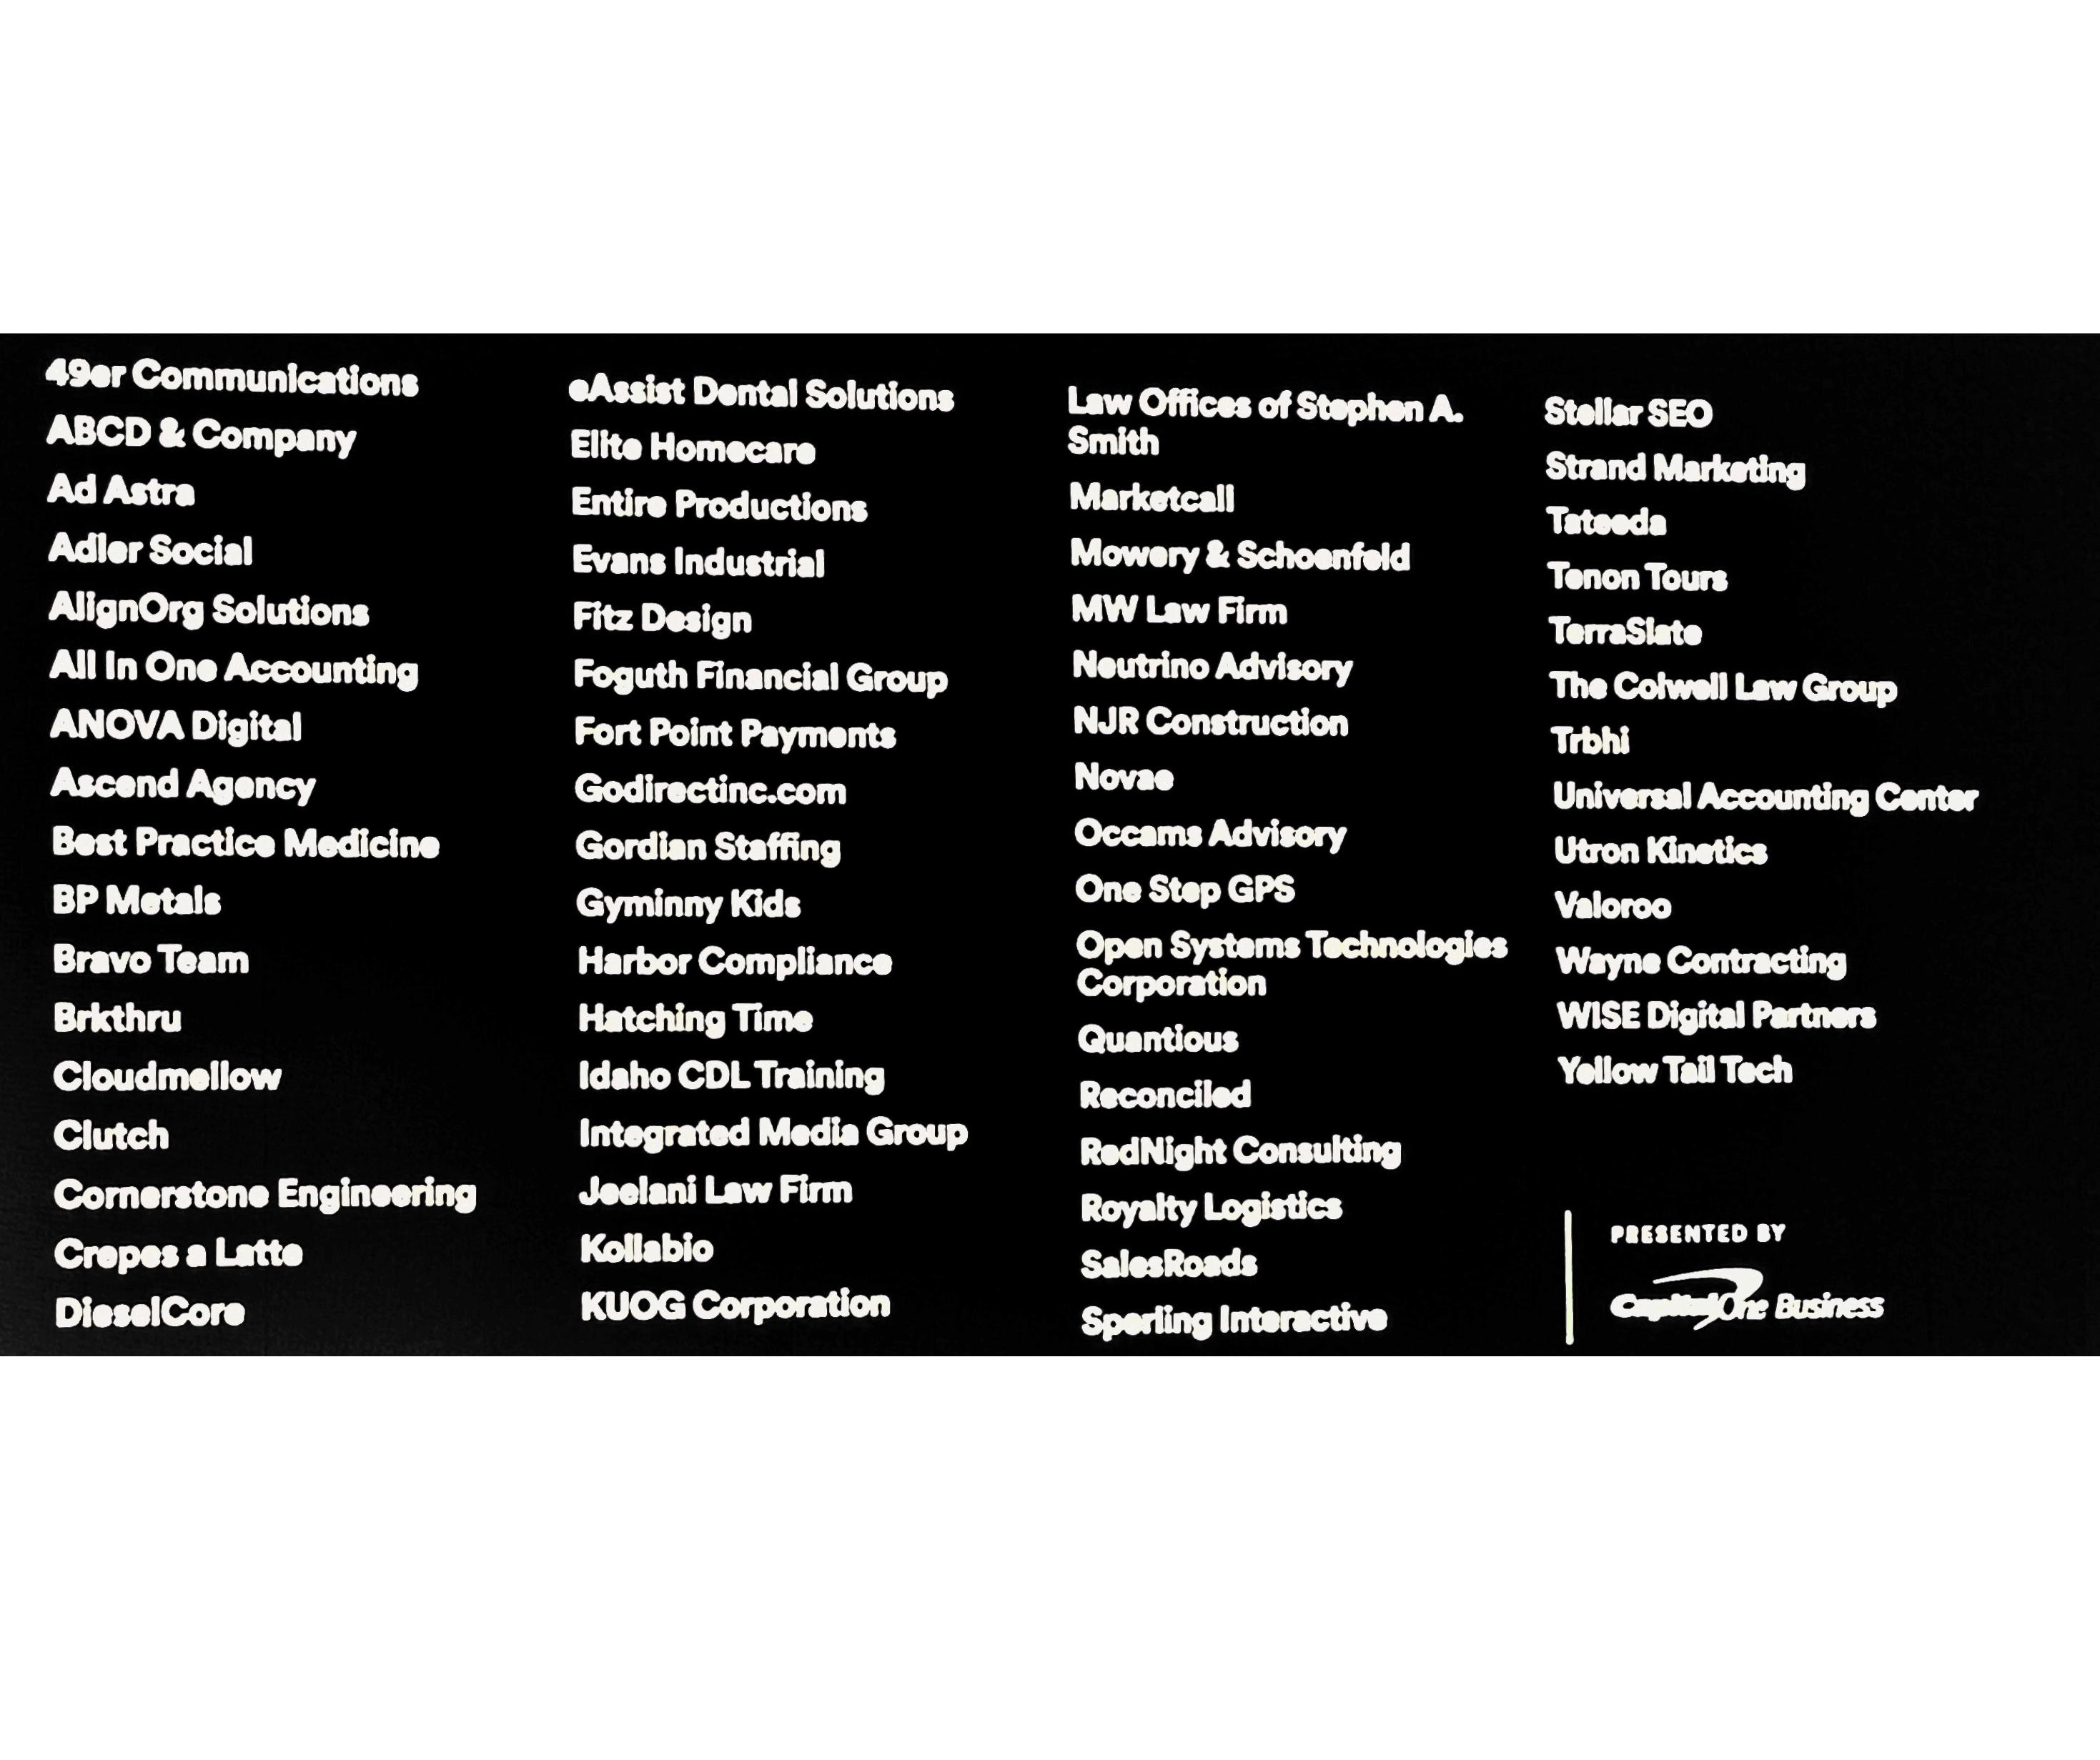 49er Communications
ABCD & Company
Ad Astra
Adler Social
AlignOrg Solutions
All In One Accounting
ANOVA Digital
Ascend Agency
Best Practice Medicine
BP Metals
Bravo Team
Brkthru
Cloudmellow
Clutch
Cornerstone Engineering
Crepes a Latte
DieselCore
eAssist Dental Solutions
Elite Homecare
Entire Productions
Evans Industrial
Fitz Design
Foguth Financial Group
Fort Point Payments
Godirectinc.com
Gordian Staffing
Gyminny Kids
Harbor Compliance
Hatching Time
Idaho CDL Training
Integrated Media Group
Jeelani Law Firm
Kollabio
KUOG Corporation
Law Offices of Stephen A.
Smith
Marketcall
Mowery & Schoenfeld
MW Law Firm
Neutrino Advisory
NJR Construction
Novae
Occams Advisory
One Step GPS
Open Systems Technologies
Corporation
Quantious
Reconciled
RedNight Consulting
Royalty Logistics
SalesRoads
Sperling Interactive
Stellar SEO
Strand Marketing
Tateeda
Tenon Tours
TerraSlate
The Colwell Law Group
Trbhi
Universal Accounting Center
Utron Kinetics
Valoroo
Wayne Contracting
WISE Digital Partners
Yellow Tail Tech
PRESENTED BY
Capital One Business